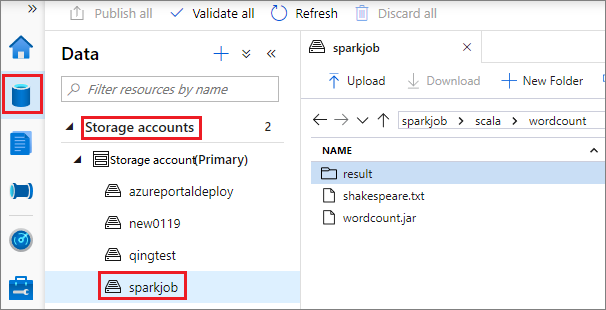 Publish all Validate all Refresh Discard all
Data
Filter resources by name
Storage accounts 2
Storage account(Primary)
azureportaldeploy
new0119
qingtest
sparkjob
sparkjob
Upload Download New Folder
sparkjob scala wordcount
NAME
result
shakespeare.txt
wordcount.jar